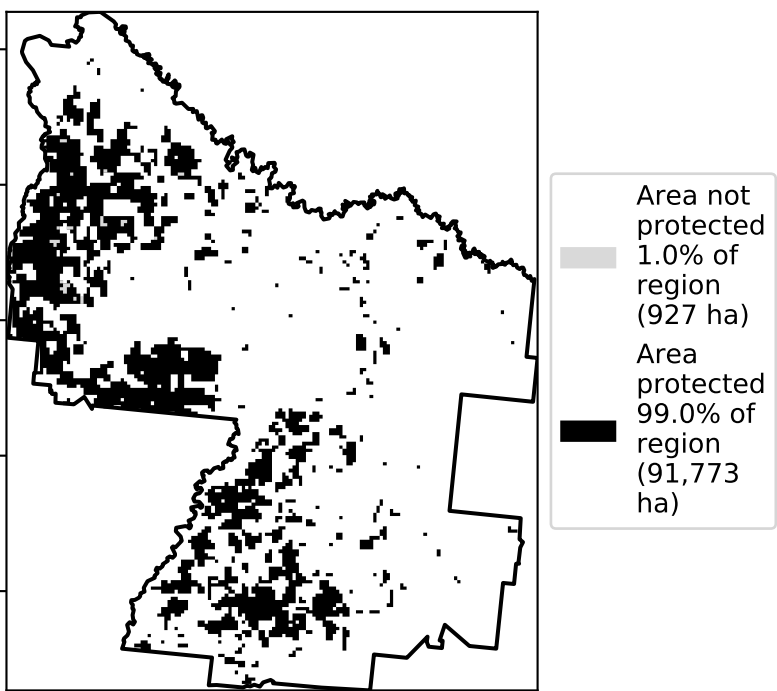 Area not
protected
1.0% of
region
(927 ha)
Area
protected
99.0% of
region
(91,773
ha)